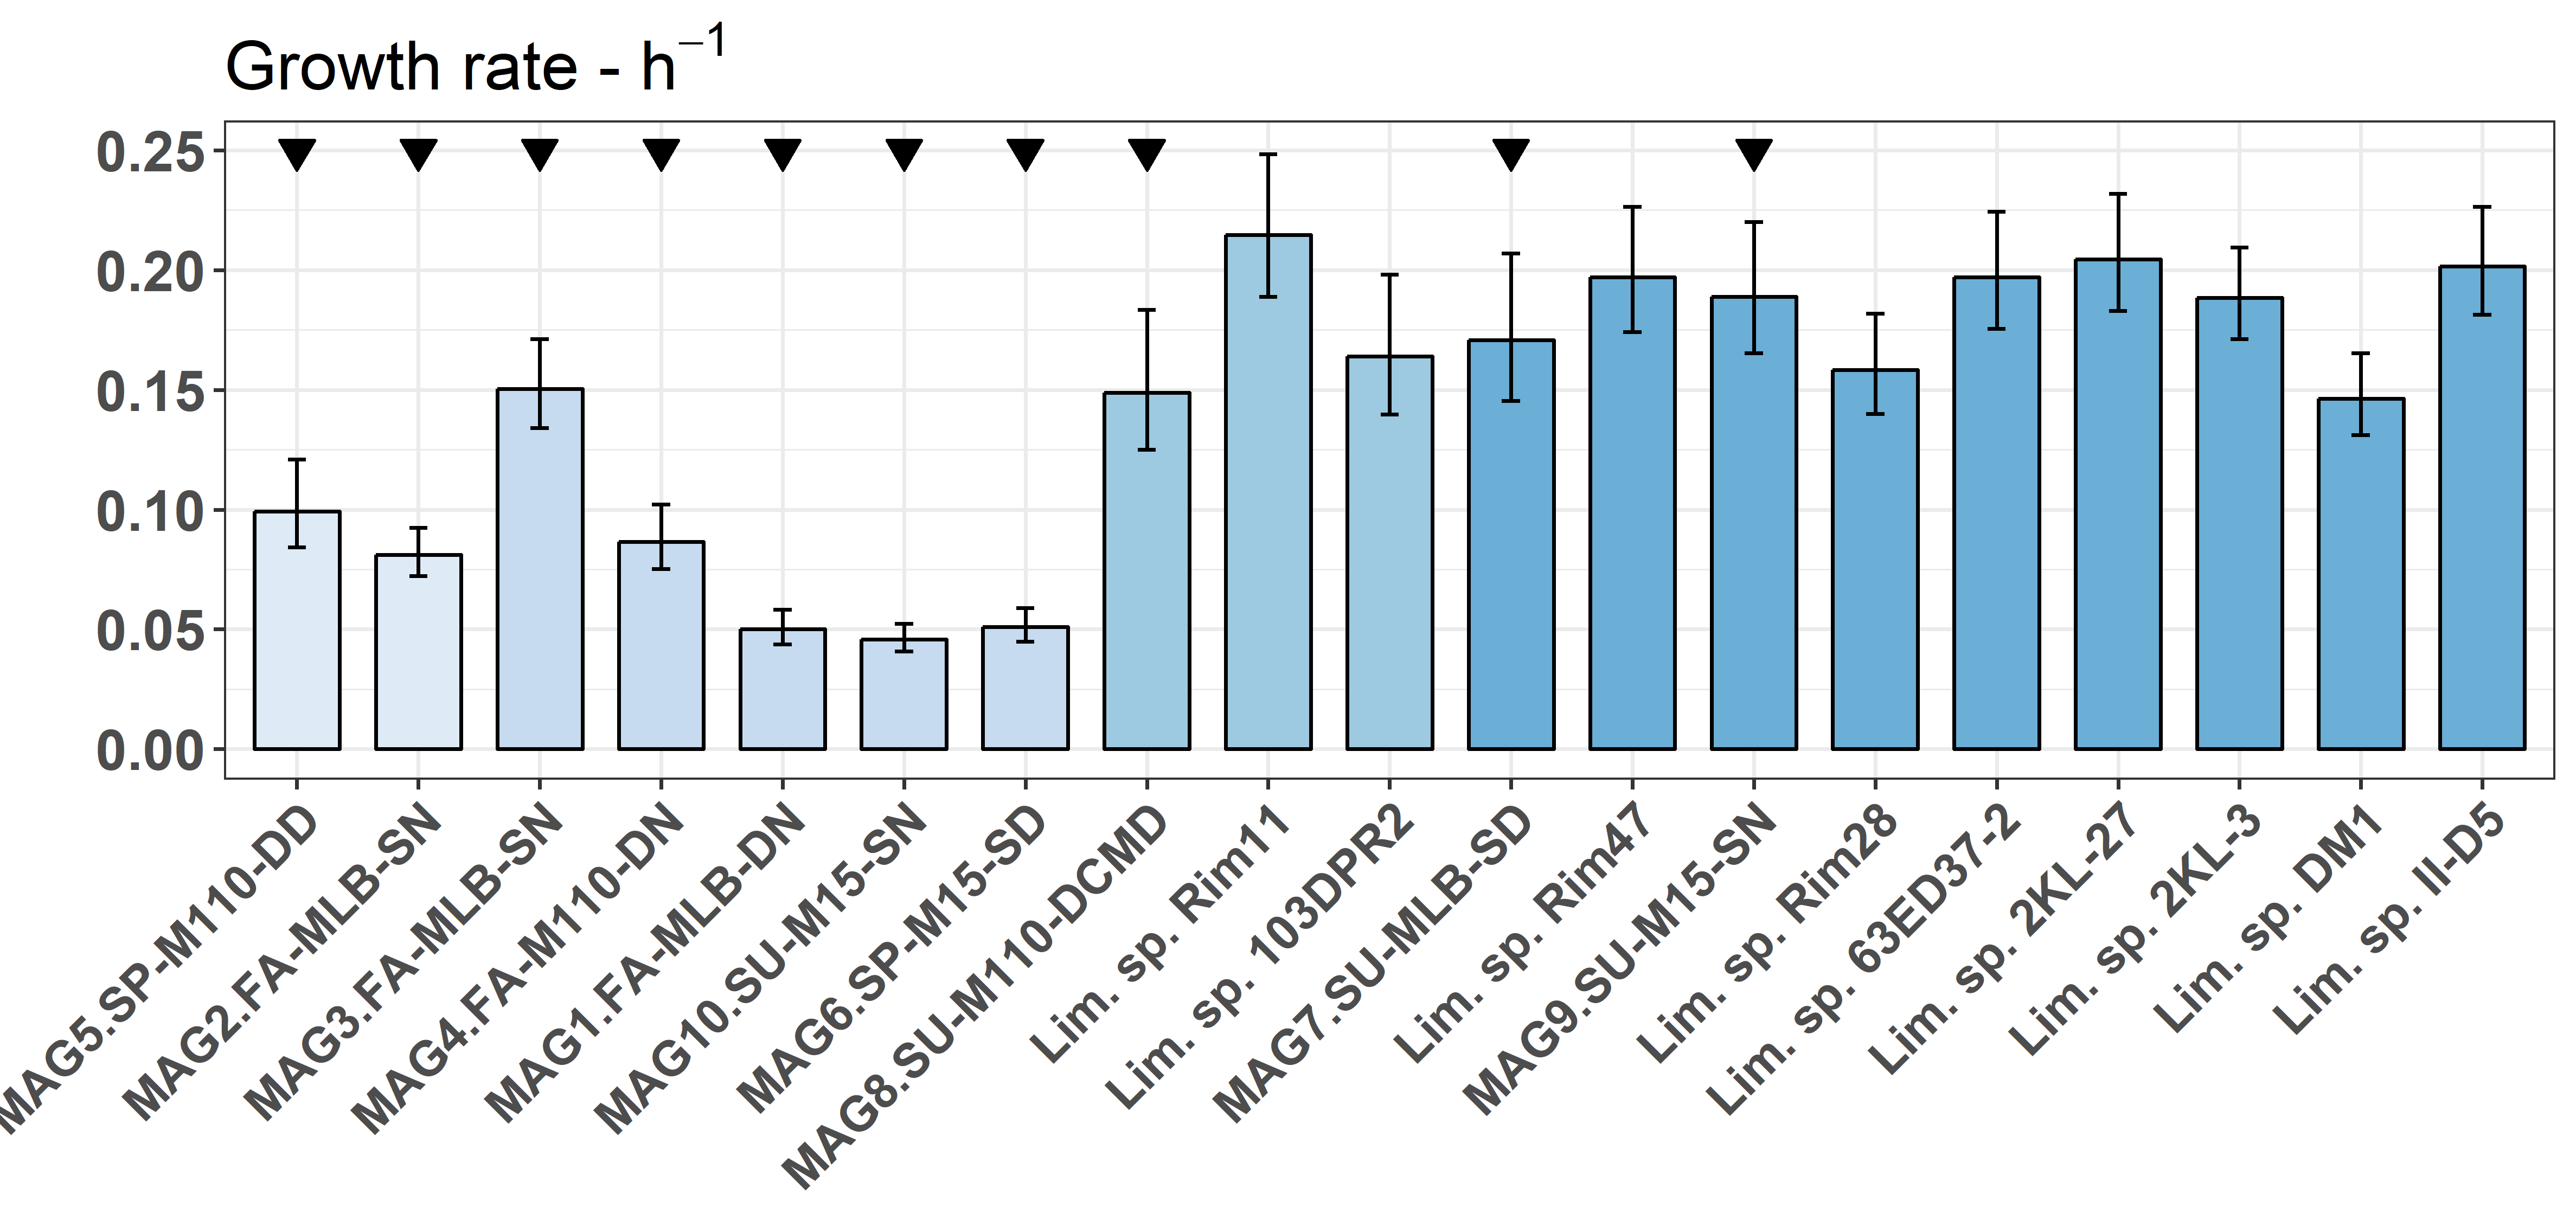 Growth rate - h⁻¹
0.25
0.20
0.15
0.10
0.05
0.00
MAG5.SP-M110-DD
MAG2.FA-MLB-SN
MAG3.FA-MLB-SN
MAG4.FA-M110-DN
MAG1.FA-MLB-DN
MAG10.SU-M15-SN
MAG6.SP-M15-SD
MAG8.SU-M110-DCMD
Lim. sp. Rim11
Lim. sp. 103DPR2
MAG7.SU-MLB-SD
Lim. sp. Rim47
MAG9.SU-M15-SN
Lim. sp. Rim28
Lim. sp. 63ED37-2
Lim. sp. 2KL-27
Lim. sp. 2KL-3
Lim. sp. DM1
Lim. sp. II-D5